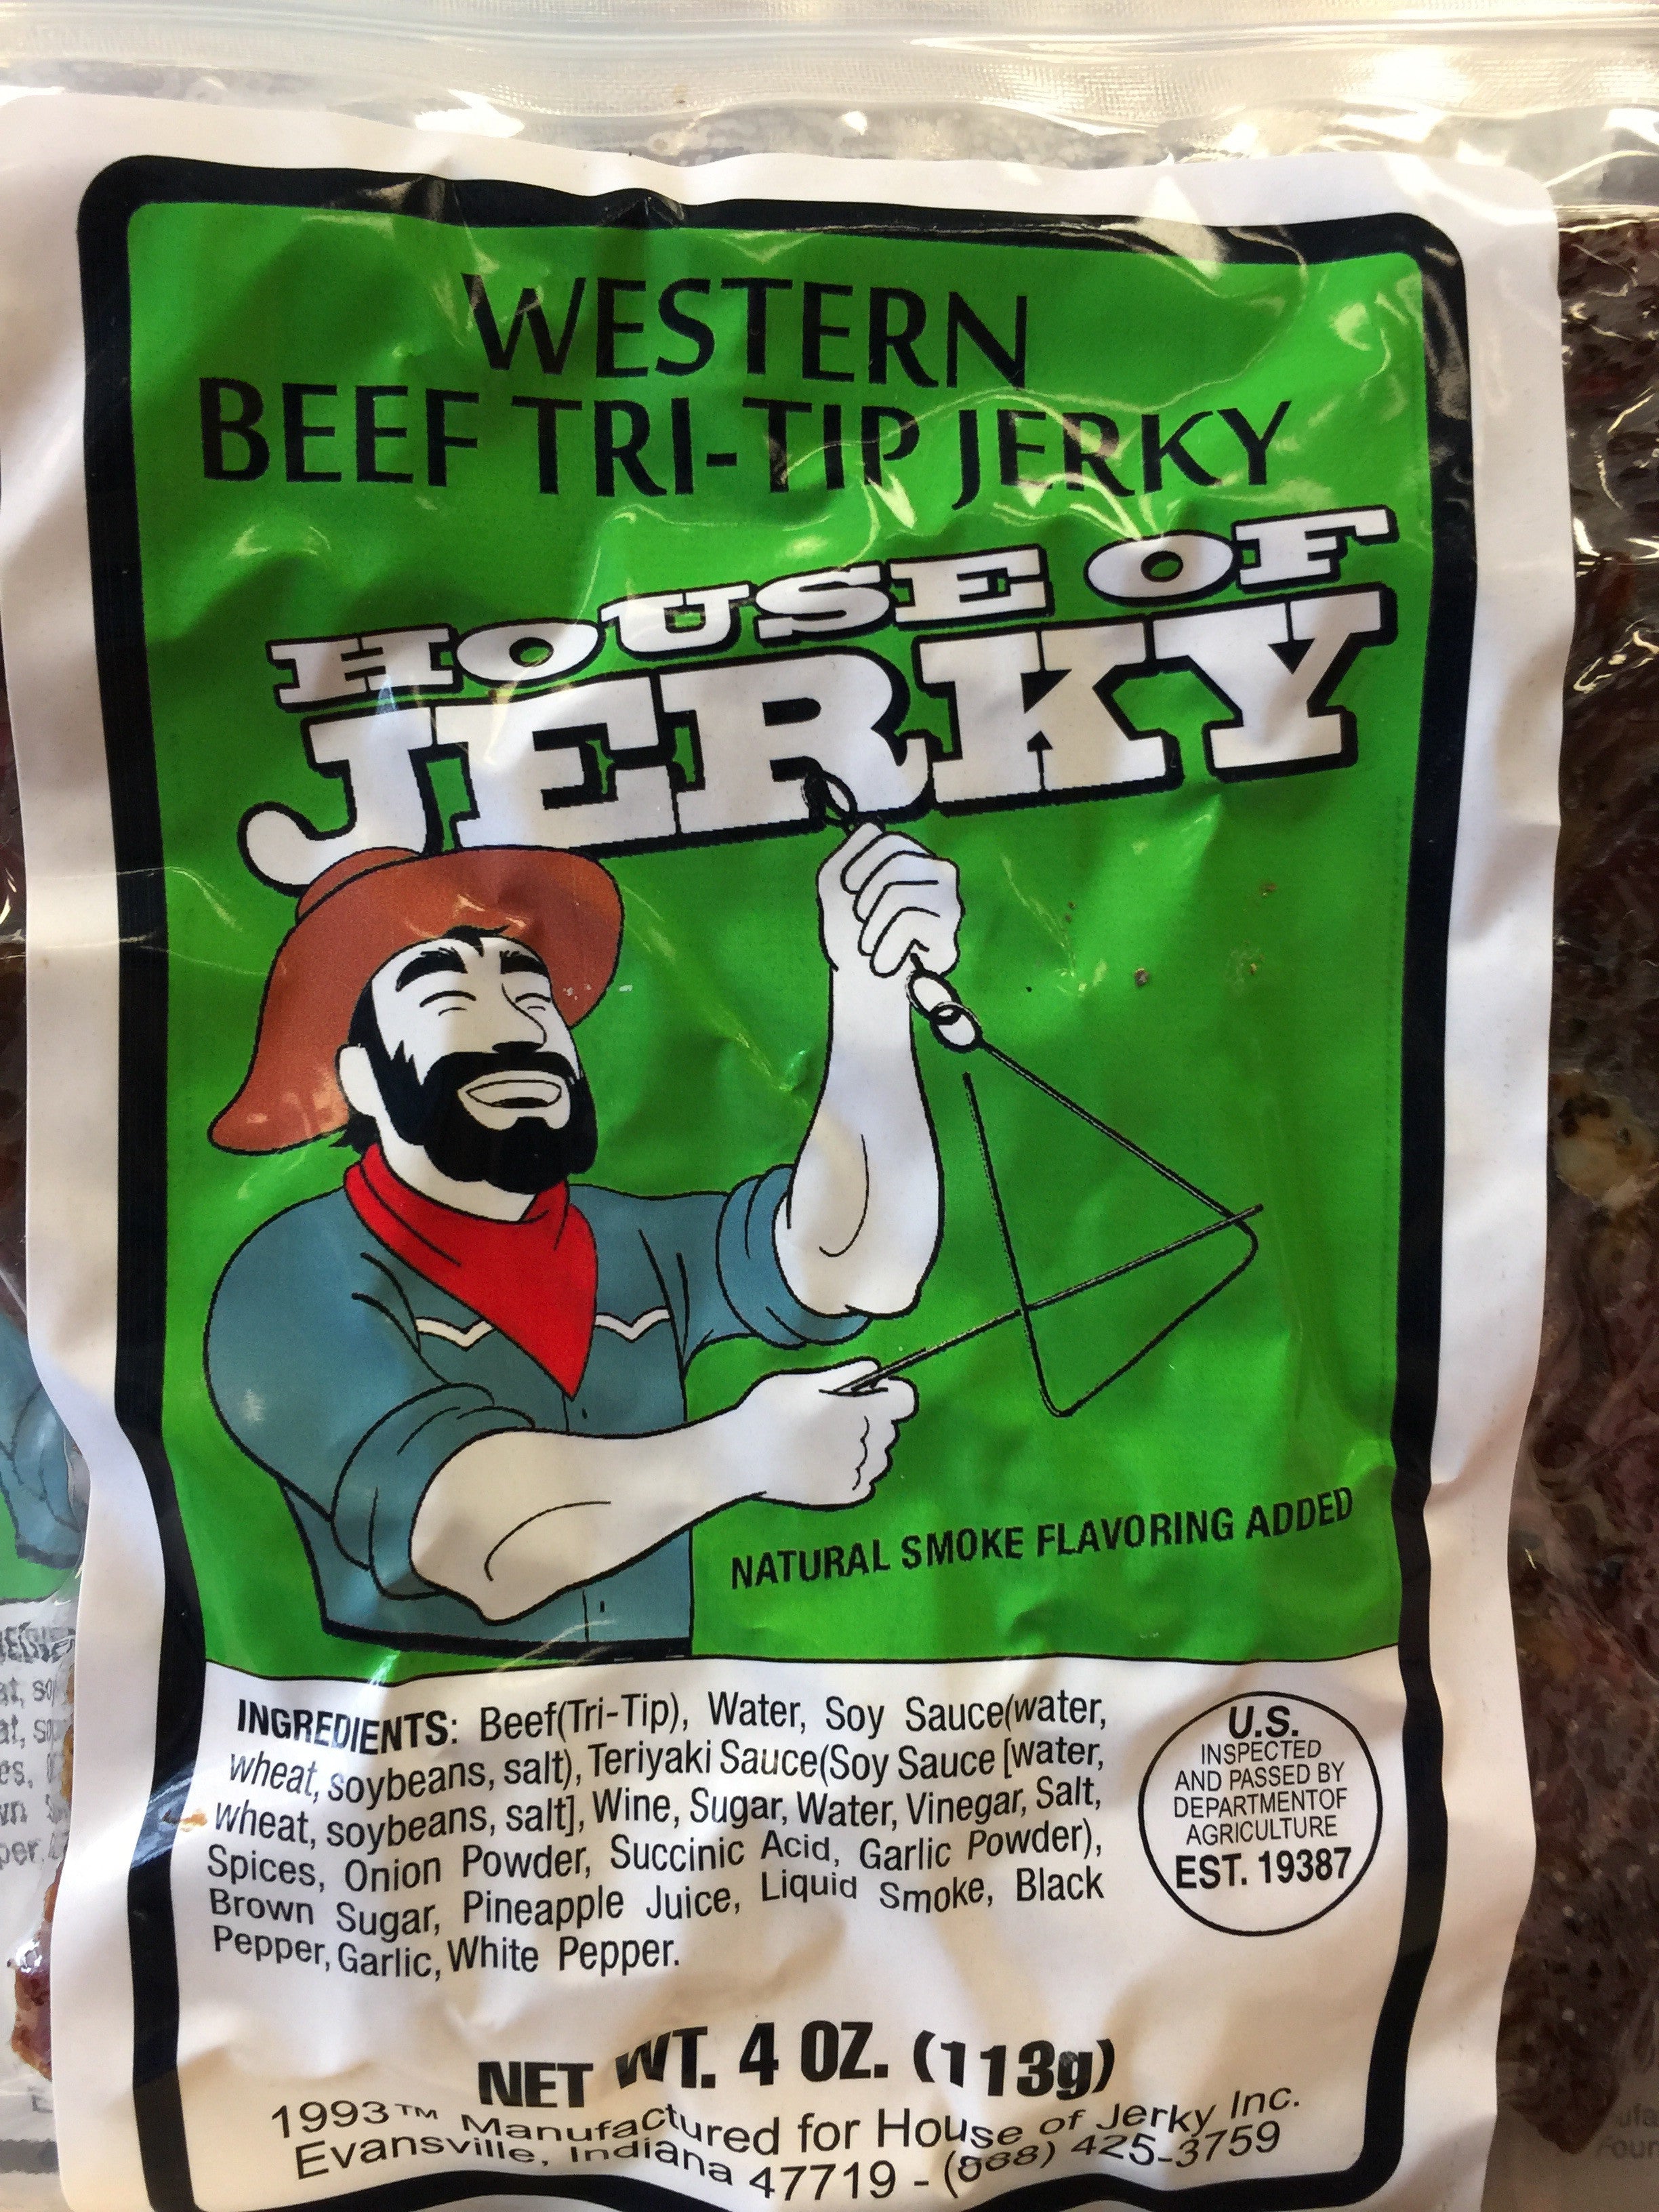 WESTERN
BEEF TRI-TIP JERKY
HOUSE OF
JERKY
NATURAL SMOKE FLAVORING ADDED
INGREDIENTS: Beef(Tri-Tip), Water, Soy Sauce(water,
wheat, soybeans, salt), Teriyaki Sauce(Soy Sauce [water,
wheat, soybeans, salt], Wine, Sugar, Water, Vinegar, Salt,
Spices, Onion Powder, Succinic Acid, Garlic Powder),
Brown Sugar, Pineapple Juice, Liquid Smoke, Black
Pepper, Garlic, White Pepper.
U.S.
INSPECTED
AND PASSED BY
DEPARTMENTOF
AGRICULTURE
EST. 19387
NET WT. 4 OZ. (113g)
1993™ Manufactured for House of Jerky Inc.
Evansville, Indiana 47719 - (868) 425-3759